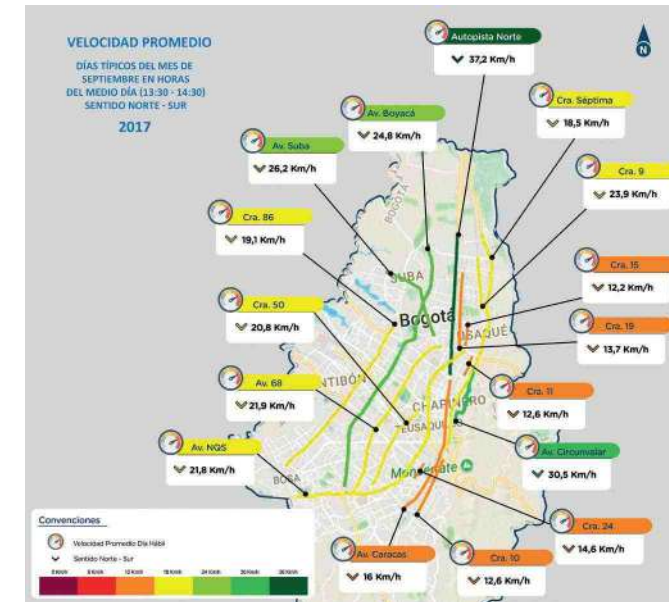 VELOCIDAD PROMEDIO
DÍAS TÍPICOS DEL MES DE
SEPTIEMBRE EN HORAS
DEL MEDIO DÍA (13:30 - 14:30)
SENTIDO NORTE - SUR
2017
Autopista Norte
37,2 Km/h
N
Av. Boyacá
24,8 Km/h
Cra. Séptima
18,5 Km/h
Av. Suba
26,2 Km/h
Cra. 9
23,9 Km/h
BOGOTÁ
Cra. 86
19,1 Km/h
SUBA
Cra. 15
12,2 Km/h
Bogotá
USAQUÉ
Cra. 50
20,8 Km/h
Cra. 19
13,7 Km/h
NTIBÓN
Av. 68
21,9 Km/h
CHAPINERO
TEUSAQUI
Cra. 11
12,6 Km/h
Av. NQS
21,8 Km/h
Av. Circunvalar
30,5 Km/h
BOSA
Cra. 24
14,6 Km/h
Av. Caracas
16 Km/h
Cra. 10
12,6 Km/h
Convenciones
Velocidad Promedio Día Hábil
Sentido Norte - Sur